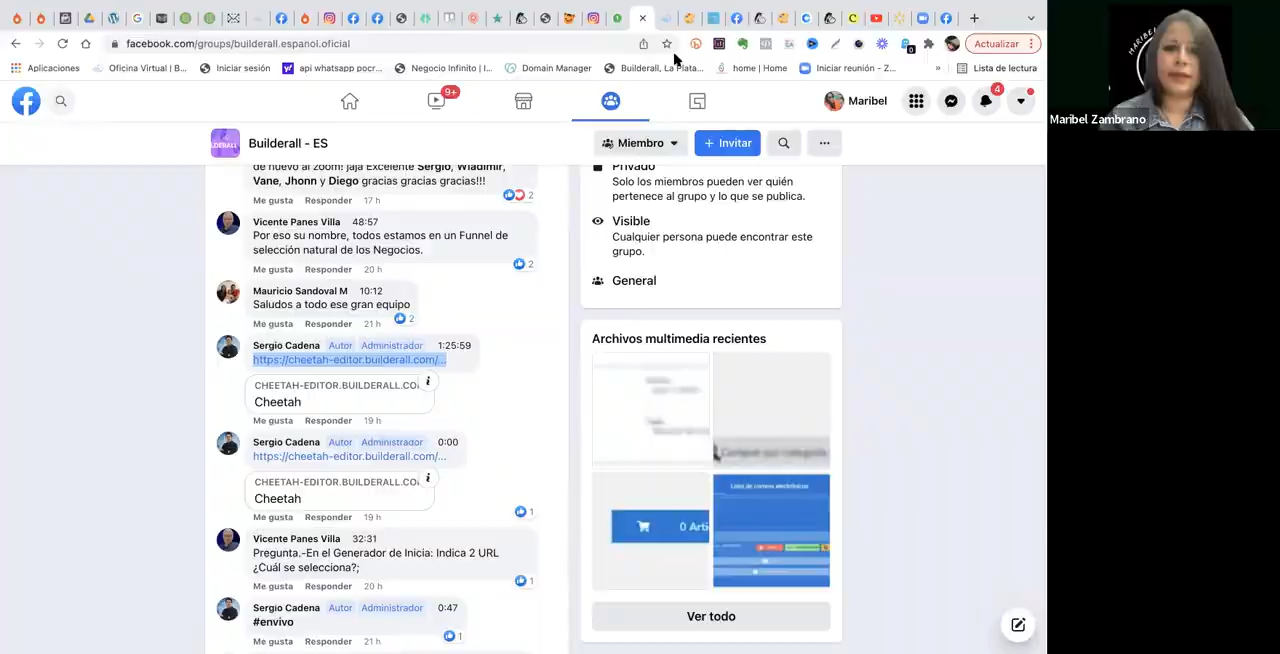 facebook.com/groups/builderall.espanol.oficial
Actualizar
Aplicaciones
Oficina Virtual | B...
Iniciar sesión
api whatsapp pocr...
Negocio Infinito | I...
Domain Manager
Builderall, La Plata...
home | Home
Iniciar reunión - Z...
»
Lista de lectura
9+
Maribel
4
Maribel Zambrano
Builderall - ES
Miembro
+ Invitar
de nuevo al zoom! jaja Excelente Sergio, Wladimir,
Vane, Jhonn y Diego gracias gracias gracias!!!
2
Me gusta Responder 17 h
Vicente Panes Villa 48:57
Por eso su nombre, todos estamos en un Funnel de
selección natural de los Negocios.
2
Me gusta Responder 20 h
Mauricio Sandoval M 10:12
Saludos a todo ese gran equipo
2
Me gusta Responder 21 h
Sergio Cadena Autor Administrador 1:25:59
https://cheetah-editor.builderall.com/...
CHEETAH-EDITOR.BUILDERALL.CO
Cheetah
Me gusta Responder 19 h
Sergio Cadena Autor Administrador 0:00
https://cheetah-editor.builderall.com/...
CHEETAH-EDITOR.BUILDERALL.CO
Cheetah
1
Me gusta Responder 19 h
Vicente Panes Villa 32:31
Pregunta.-En el Generador de Inicia: Indica 2 URL
¿Cuál se selecciona?;
1
Me gusta Responder 20 h
Sergio Cadena Autor Administrador 0:47
#envivo
1
Me gusta Responder 21 h
Privado
Solo los miembros pueden ver quién
pertenece al grupo y lo que se publica.
Visible
Cualquier persona puede encontrar este
grupo.
General
Archivos multimedia recientes
0 Arti
Ver todo